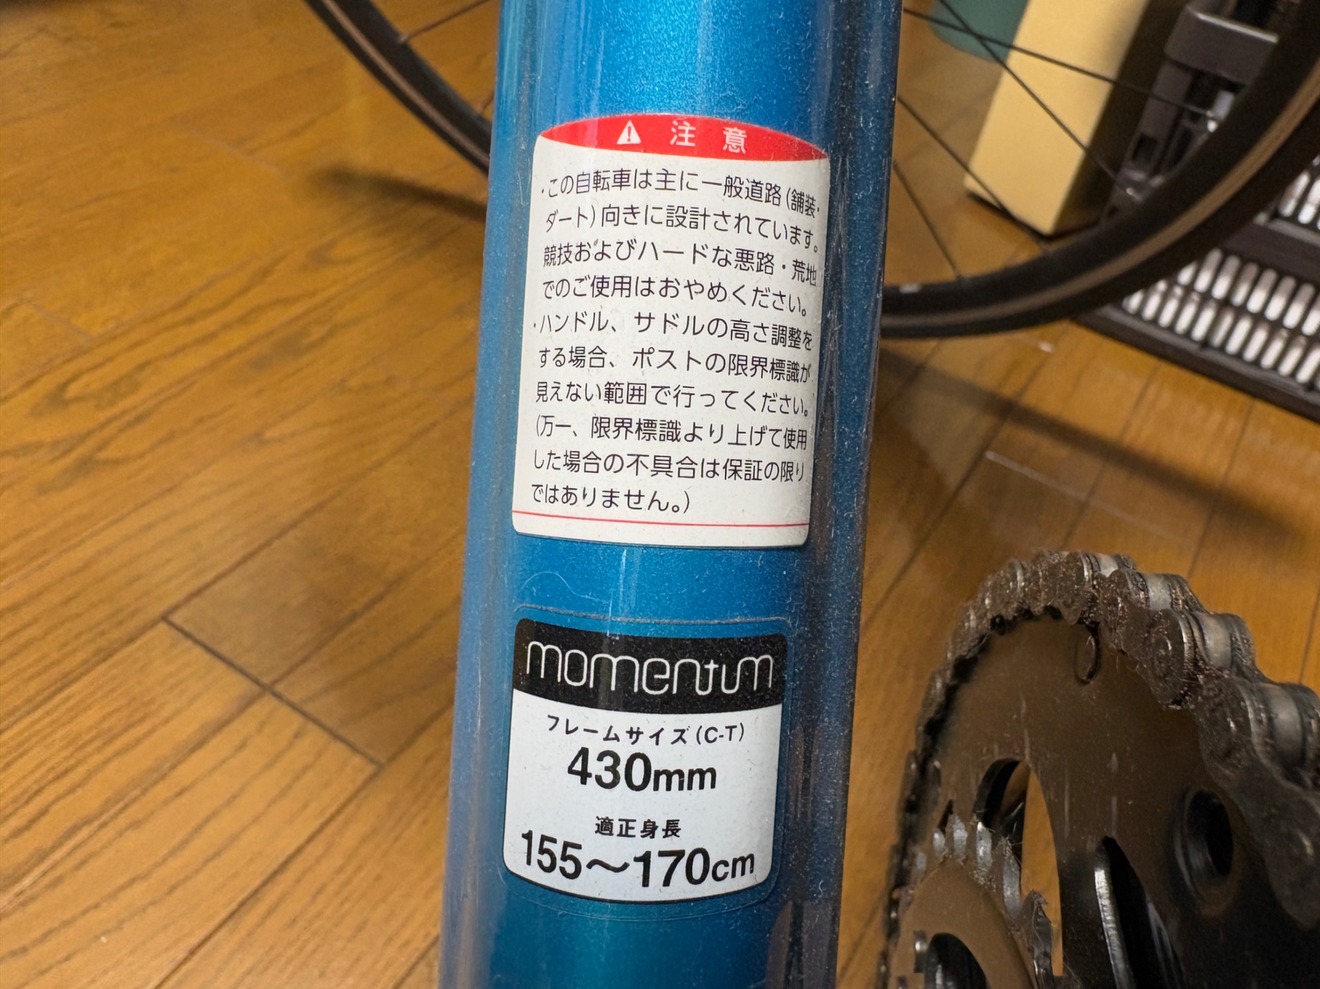 注意
・この自転車は主に一般道路(舗装・
ダート)向きに設計されています。
競技およびハードな悪路・荒地
でのご使用はおやめください。
・ハンドル、サドルの高さ調整を
する場合、ポストの限界標識が
見えない範囲で行ってください。
(万一、限界標識より上げて使用
した場合の不具合は保証の限り
ではありません。)
momentum
フレームサイズ(C-T)
430mm
適正身長
155〜170cm